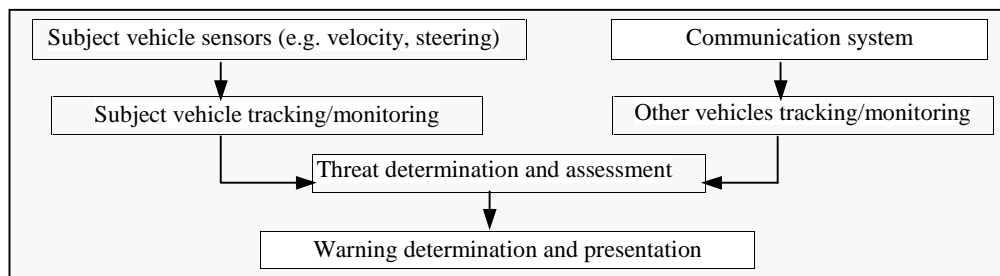 Subject vehicle sensors (e.g. velocity, steering)
Communication system
Subject vehicle tracking/monitoring
Other vehicles tracking/monitoring
Threat determination and assessment
Warning determination and presentation